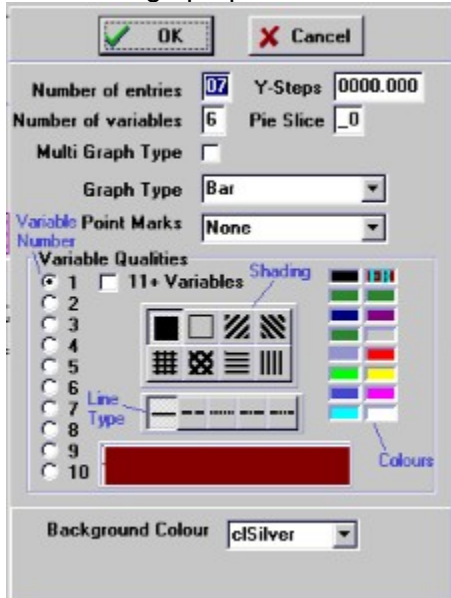 OK Cancel
Number of entries 07 Y-Steps 0000.000
Number of variables 6 Pie Slice _0
Multi Graph Type
Graph Type Bar
Variable Number
Point Marks None
Variable Qualities
1 11+ Variables Shading
2
3
4
5
6
7 Line Type
8
9
10 Colours
Background Colour clSilver